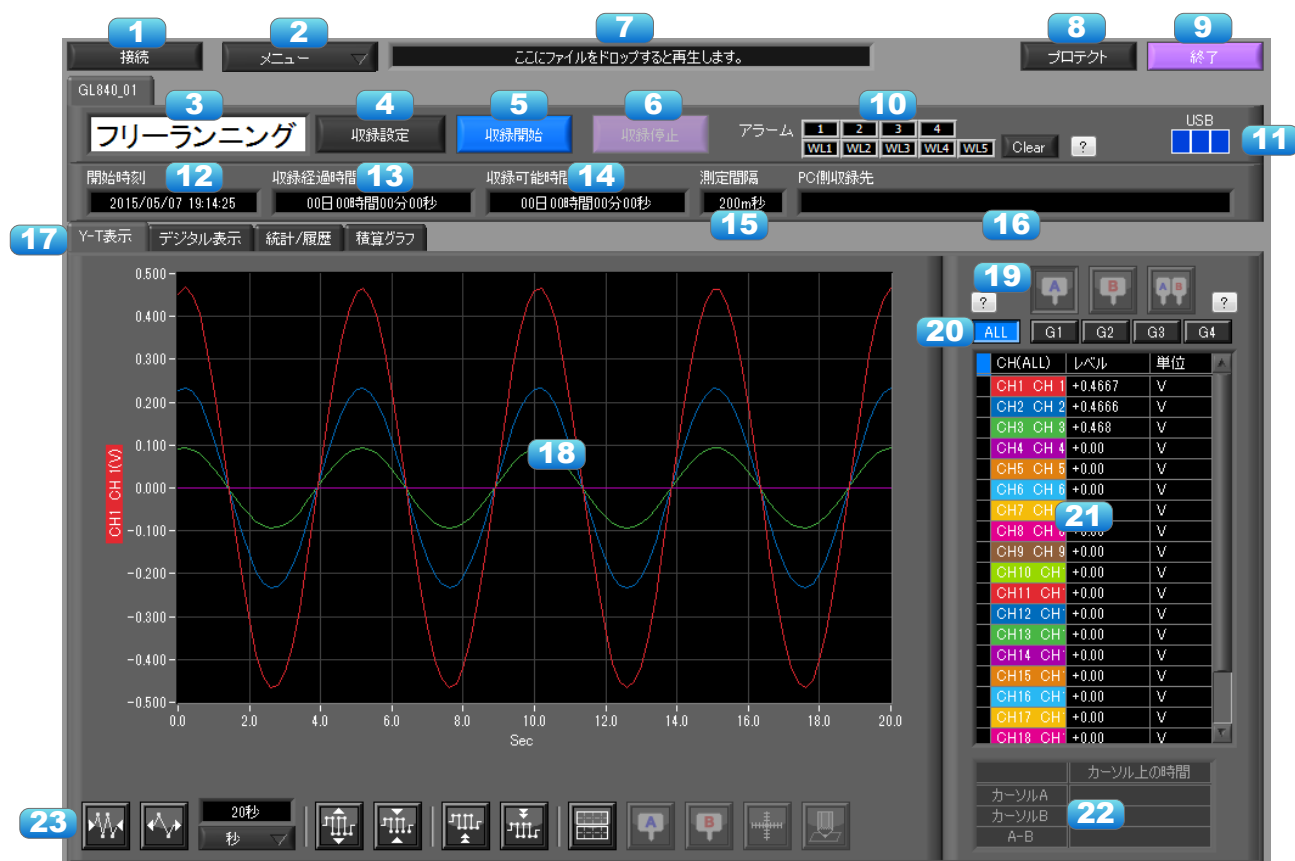 1 2 7 8 9
接続 メニュー ここにファイルをドロップすると再生します。 プロテクト 終了
GL840_01
3 4 5 6 10 11
フリーランニング 収録設定 収録開始 収録停止 アラーム 1 2 3 4 USB
WL1 WL2 WL3 WL4 WL5 Clear ?
12 13 14
開始時刻 収録経過時間 収録可能時間 測定間隔 PC側収録先
2015/05/07 19:14:25 00日00時間00分00秒 00日00時間00分00秒 200m秒
15 16
17 Y-T表示 デジタル表示 統計/履歴 積算グラフ
19 ? A B A B ?
20 ALL G1 G2 G3 G4
CH(ALL) レベル 単位
CH1 CH 1 +0.4667 V
CH2 CH 2 +0.4666 V
CH3 CH 3 +0.468 V
CH4 CH 4 +0.00 V
CH5 CH 5 +0.00 V
CH6 CH 6 +0.00 V
CH7 CH V
21
CH8 CH +0.00 V
CH9 CH 9 +0.00 V
CH10 CH +0.00 V
CH11 CH +0.00 V
CH12 CH +0.00 V
CH13 CH +0.00 V
CH14 CH +0.00 V
CH15 CH +0.00 V
CH16 CH +0.00 V
CH17 CH +0.00 V
CH18 CH +0.00 V
0.500
0.400
0.300
0.200
0.100
0.000
-0.100
-0.200
-0.300
-0.400
-0.500
CH1 CH 1(V)
18
0.0 2.0 4.0 6.0 8.0 10.0 12.0 14.0 16.0 18.0 20.0
Sec
カーソル上の時間
カーソルA
カーソルB
A-B
22
23 20秒
秒 A B